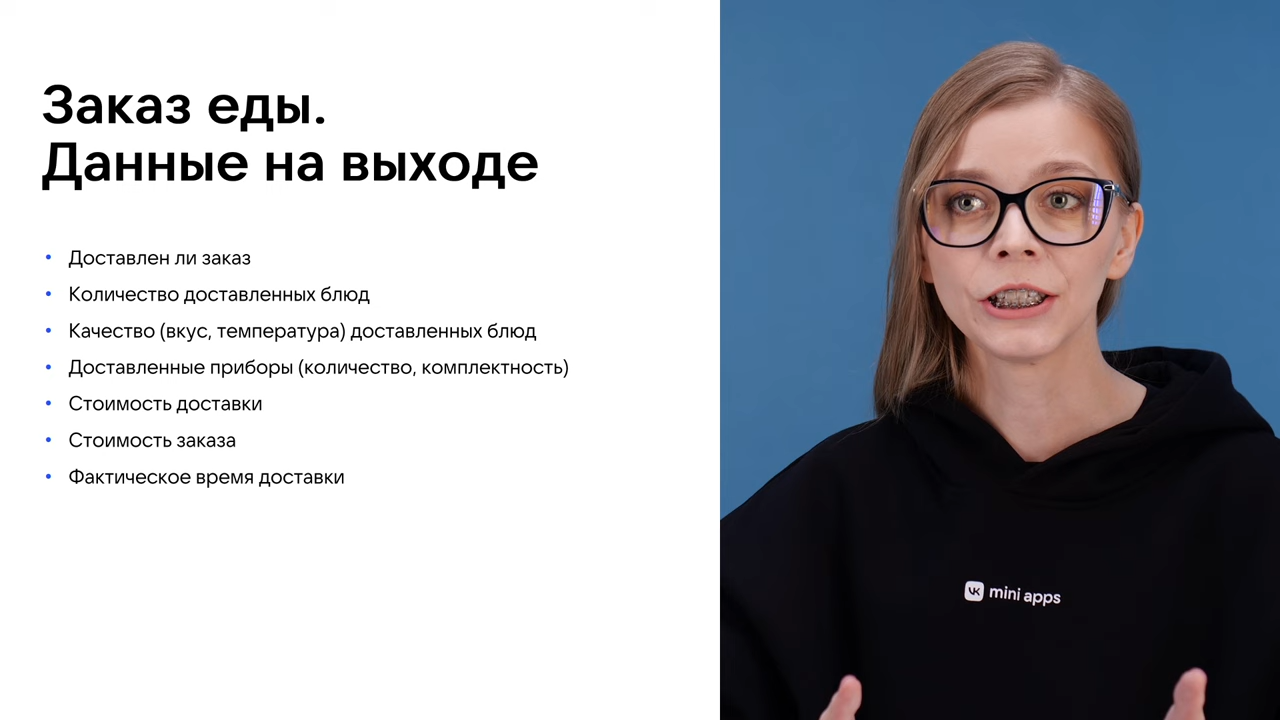 Заказ еды.
Данные на выходе
• Доставлен ли заказ
• Количество доставленных блюд
• Качество (вкус, температура) доставленных блюд
• Доставленные приборы (количество, комплектность)
• Стоимость доставки
• Стоимость заказа
• Фактическое время доставки
VK mini apps